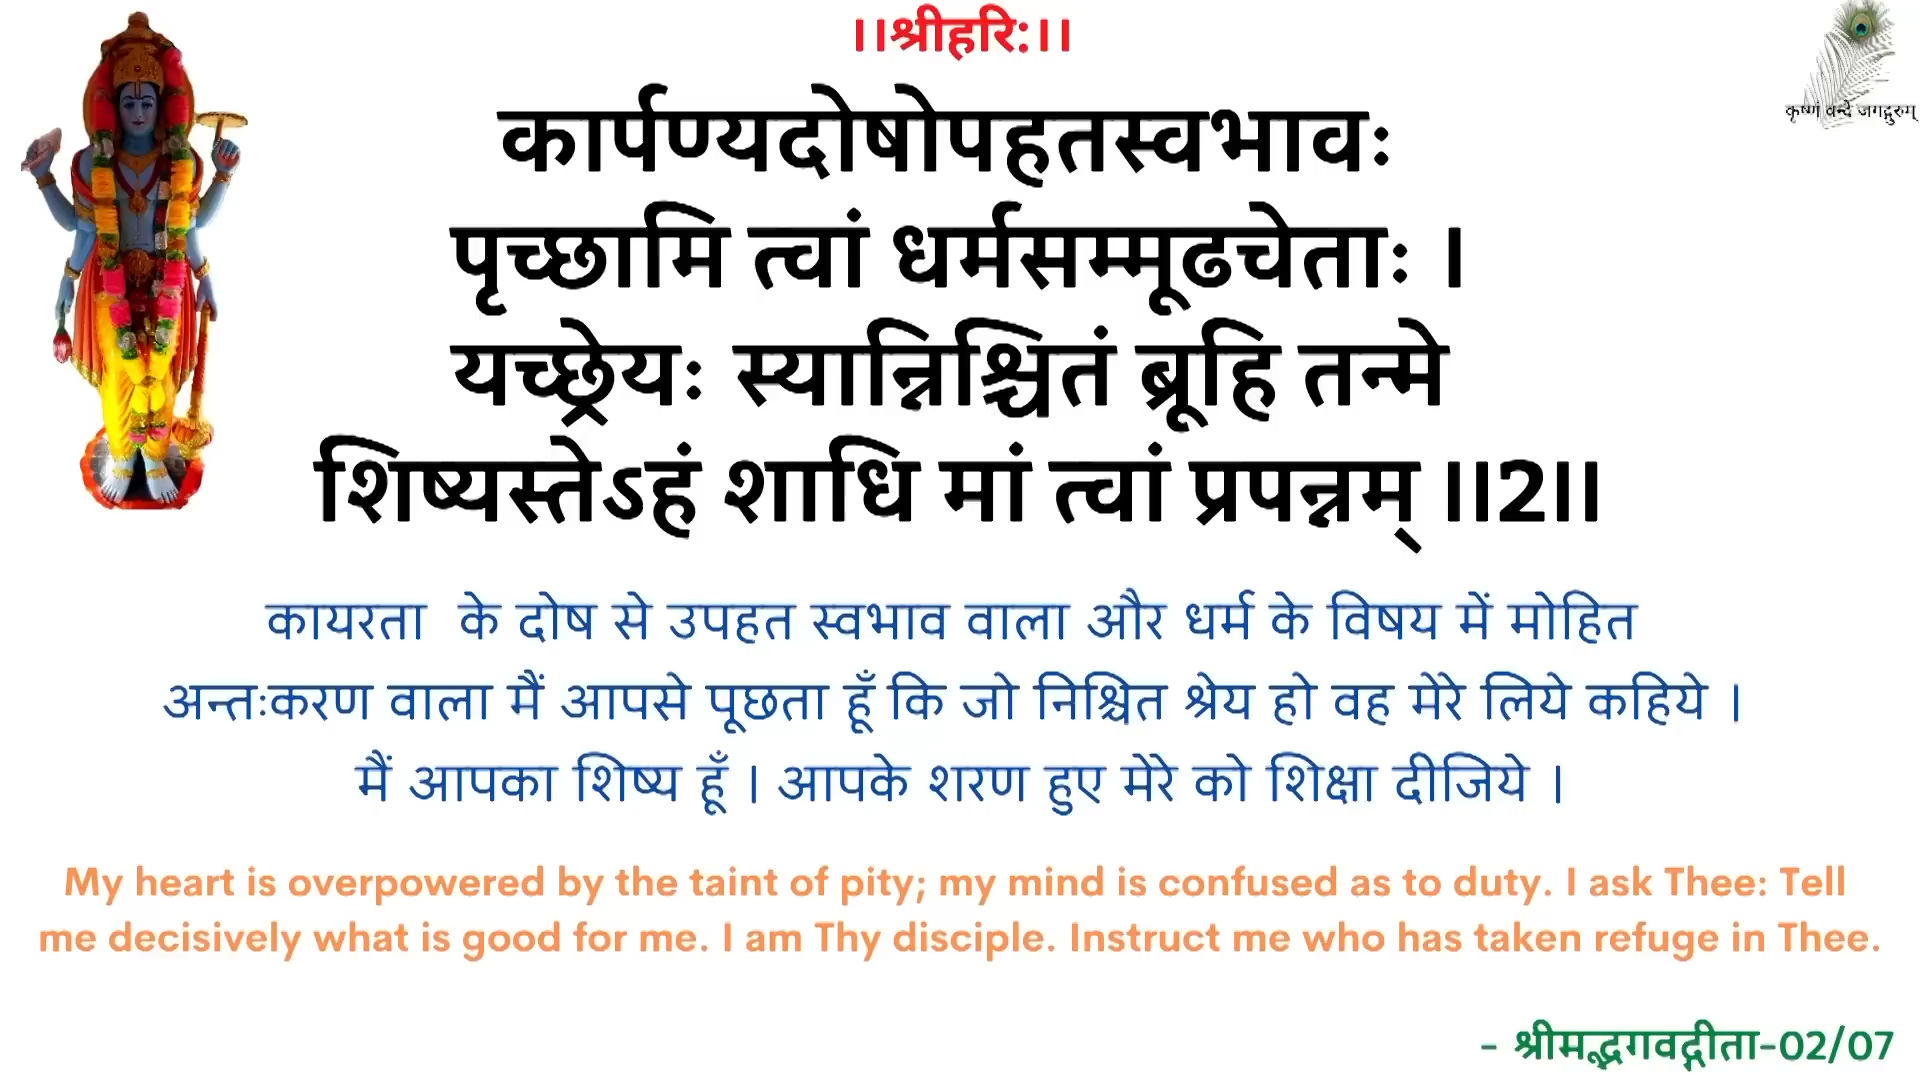 ।।श्रीहरि:।।
कृष्णं वन्दे जगद्गुरुम्
कार्पण्यदोषोपहतस्वभावः
पृच्छामि त्वां धर्मसम्मूढचेताः ।
यच्छ्रेयः स्यान्निश्चितं ब्रूहि तन्मे
शिष्यस्तेऽहं शाधि मां त्वां प्रपन्नम् ।।2।।
कायरता के दोष से उपहत स्वभाव वाला और धर्म के विषय में मोहित
अन्तःकरण वाला मैं आपसे पूछता हूँ कि जो निश्चित श्रेय हो वह मेरे लिये कहिये ।
मैं आपका शिष्य हूँ । आपके शरण हुए मेरे को शिक्षा दीजिये ।
My heart is overpowered by the taint of pity; my mind is confused as to duty. I ask Thee: Tell
me decisively what is good for me. I am Thy disciple. Instruct me who has taken refuge in Thee.
- श्रीमद्भगवद्गीता-02/07